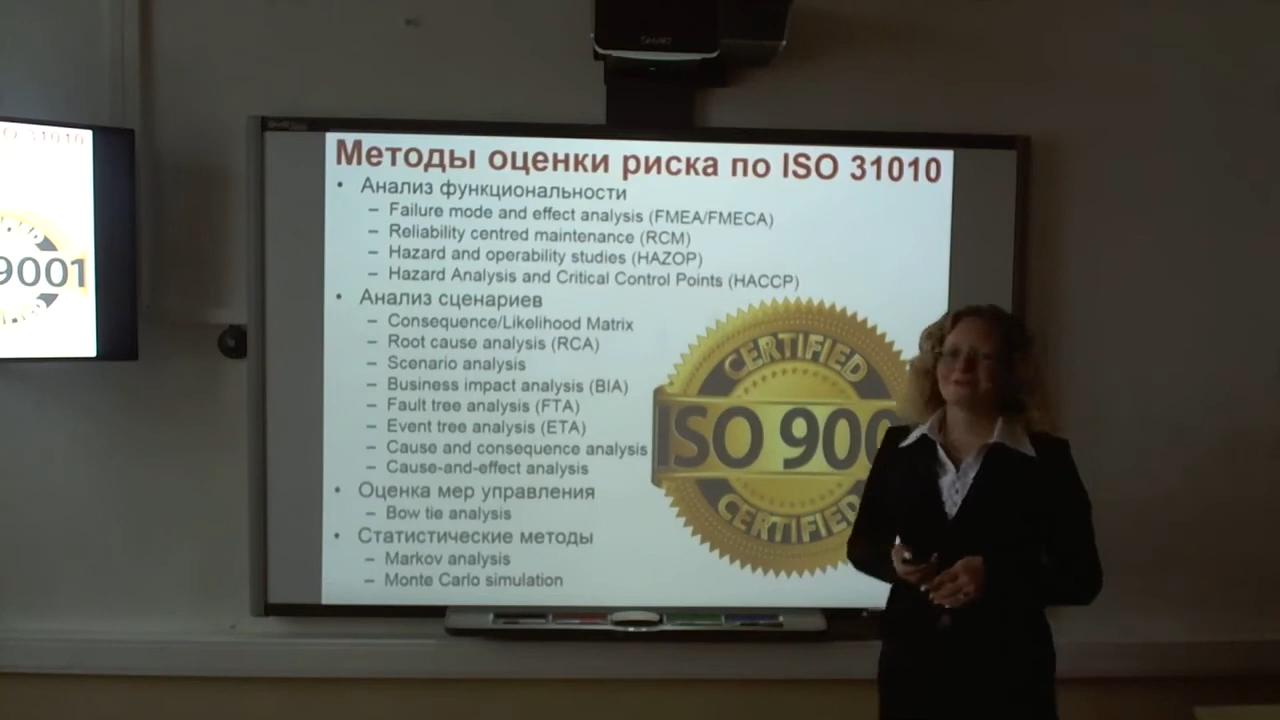 SMART
O 31010
9001
Методы оценки риска по ISO 31010
• Анализ функциональности
– Failure mode and effect analysis (FMEA/FMECA)
– Reliability centred maintenance (RCM)
– Hazard and operability studies (HAZOP)
– Hazard Analysis and Critical Control Points (HACCP)
• Анализ сценариев
– Consequence/Likelihood Matrix
– Root cause analysis (RCA)
– Scenario analysis
– Business impact analysis (BIA)
– Fault tree analysis (FTA)
– Event tree analysis (ETA)
– Cause and consequence analysis
– Cause-and-effect analysis
• Оценка мер управления
– Bow tie analysis
• Статистические методы
– Markov analysis
– Monte Carlo simulation
CERTIFIED
ISO 900
CERTIFIED